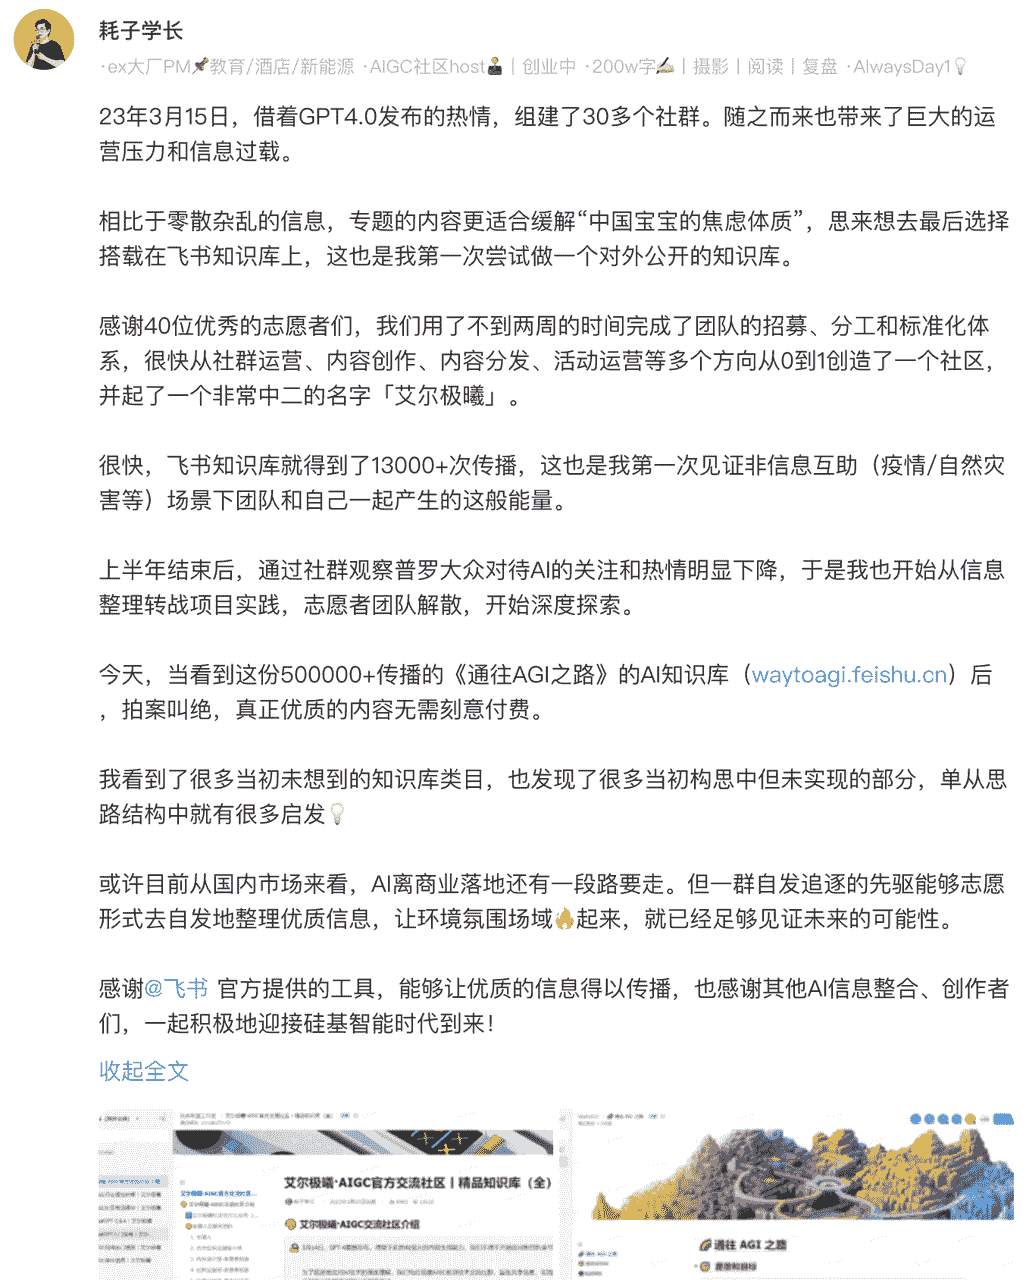 耗子学长
·ex大厂PM📌教育/酒店/新能源 ·AIGC社区host🕹️｜创业中 ·200w字✍️｜摄影｜阅读｜复盘 ·AlwaysDay1💡
23年3月15日，借着GPT4.0发布的热情，组建了30多个社群。随之而来也带来了巨大的运
营压力和信息过载。
相比于零散杂乱的信息，专题的内容更适合缓解“中国宝宝的焦虑体质”，思来想去最后选择
搭载在飞书知识库上，这也是我第一次尝试做一个对外公开的知识库。
感谢40位优秀的志愿者们，我们用了不到两周的时间完成了团队的招募、分工和标准化体
系，很快从社群运营、内容创作、内容分发、活动运营等多个方向从0到1创造了一个社区，
并起了一个非常中二的名字「艾尔极曦」。
很快，飞书知识库就得到了13000+次传播，这也是我第一次见证非信息互助（疫情/自然灾
害等）场景下团队和自己一起产生的这般能量。
上半年结束后，通过社群观察普罗大众对待AI的关注和热情明显下降，于是我也开始从信息
整理转战项目实践，志愿者团队解散，开始深度探索。
今天，当看到这份500000+传播的《通往AGI之路》的AI知识库（waytoagi.feishu.cn）后
，拍案叫绝，真正优质的内容无需刻意付费。
我看到了很多当初未想到的知识库类目，也发现了很多当初构思中但未实现的部分，单从思
路结构中就有很多启发💡
或许目前从国内市场来看，AI离商业落地还有一段路要走。但一群自发追逐的先驱能够志愿
形式去自发地整理优质信息，让环境氛围场域🔥起来，就已经足够见证未来的可能性。
感谢@飞书 官方提供的工具，能够让优质的信息得以传播，也感谢其他AI信息整合、创作者
们，一起积极地迎接硅基智能时代到来！
收起全文
艾尔极曦·AIGC官方交流社区｜精品知识库（全）
艾尔极曦·AIGC交流社区介绍
通往 AGI 之路
愿景和目标